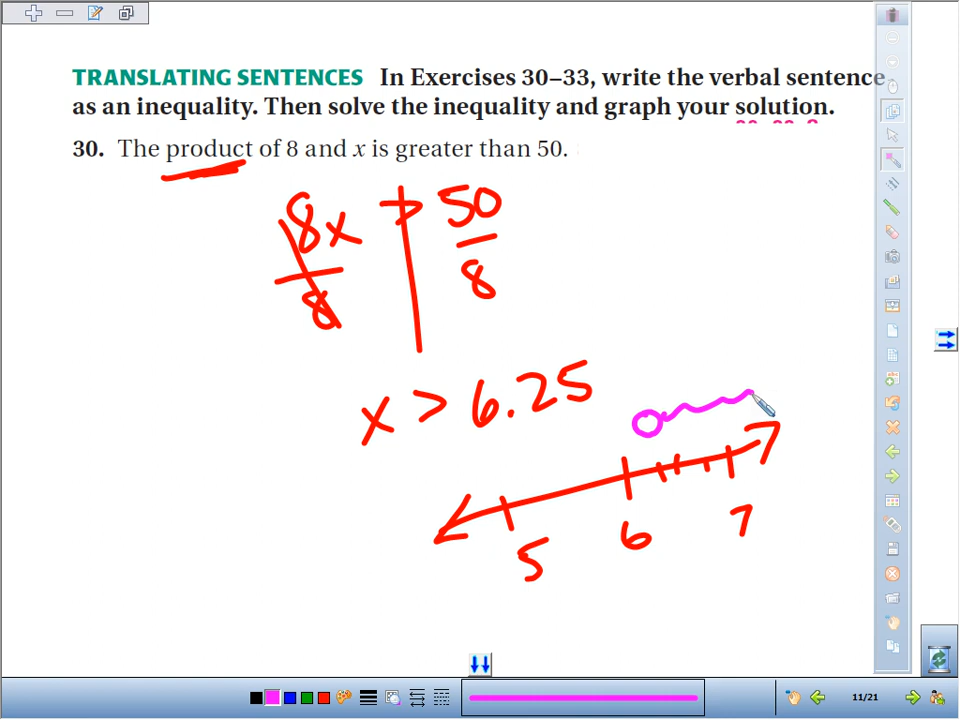 TRANSLATING SENTENCES In Exercises 30–33, write the verbal sentence
as an inequality. Then solve the inequality and graph your solution.
30. The product of 8 and x is greater than 50.
8x > 50
8 8
x > 6.25
5 6 7
11/21